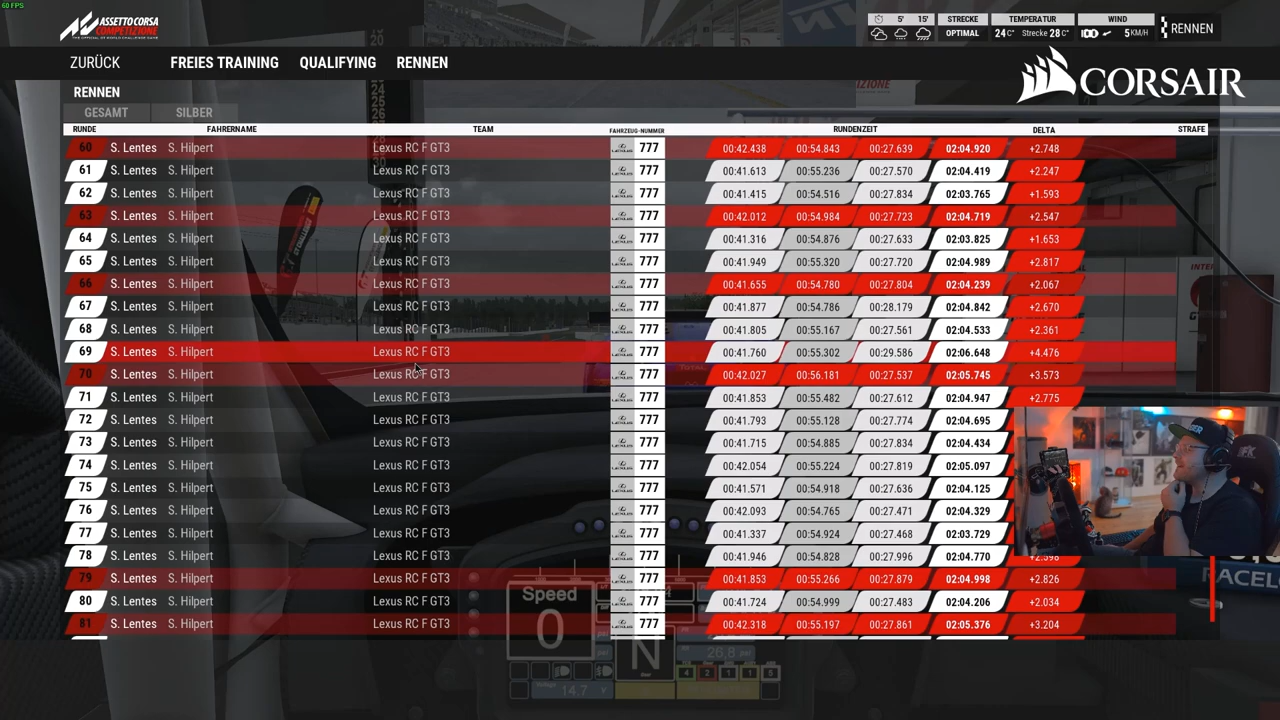 60 FPS
ASSETTO CORSA
COMPETIZIONE
5' 15' STRECKE TEMPERATUR WIND
OPTIMAL 24C° Strecke 28C° 5KM/H
RENNEN
ZURÜCK FREIES TRAINING QUALIFYING RENNEN
CORSAIR
RENNEN
GESAMT SILBER
RUNDE FAHRERNAME TEAM FAHRZEUG-NUMMER RUNDENZEIT DELTA STRAFE
60 S. Lentes S. Hilpert Lexus RC F GT3 777 00:42.438 00:54.843 00:27.639 02:04.920 +2.748
61 S. Lentes S. Hilpert Lexus RC F GT3 777 00:41.613 00:55.236 00:27.570 02:04.419 +2.247
62 S. Lentes S. Hilpert Lexus RC F GT3 777 00:41.415 00:54.516 00:27.834 02:03.765 +1.593
63 S. Lentes S. Hilpert Lexus RC F GT3 777 00:42.012 00:54.984 00:27.723 02:04.719 +2.547
64 S. Lentes S. Hilpert Lexus RC F GT3 777 00:41.316 00:54.876 00:27.633 02:03.825 +1.653
65 S. Lentes S. Hilpert Lexus RC F GT3 777 00:41.949 00:55.320 00:27.720 02:04.989 +2.817
66 S. Lentes S. Hilpert Lexus RC F GT3 777 00:41.655 00:54.780 00:27.804 02:04.239 +2.067
67 S. Lentes S. Hilpert Lexus RC F GT3 777 00:41.877 00:54.786 00:28.179 02:04.842 +2.670
68 S. Lentes S. Hilpert Lexus RC F GT3 777 00:41.805 00:55.167 00:27.561 02:04.533 +2.361
69 S. Lentes S. Hilpert Lexus RC F GT3 777 00:41.760 00:55.302 00:29.586 02:06.648 +4.476
70 S. Lentes S. Hilpert Lexus RC F GT3 777 00:42.027 00:56.181 00:27.537 02:05.745 +3.573
71 S. Lentes S. Hilpert Lexus RC F GT3 777 00:41.853 00:55.482 00:27.612 02:04.947 +2.775
72 S. Lentes S. Hilpert Lexus RC F GT3 777 00:41.793 00:55.128 00:27.774 02:04.695
73 S. Lentes S. Hilpert Lexus RC F GT3 777 00:41.715 00:54.885 00:27.834 02:04.434
74 S. Lentes S. Hilpert Lexus RC F GT3 777 00:42.054 00:55.224 00:27.819 02:05.097
75 S. Lentes S. Hilpert Lexus RC F GT3 777 00:41.571 00:54.918 00:27.636 02:04.125
76 S. Lentes S. Hilpert Lexus RC F GT3 777 00:42.093 00:54.765 00:27.471 02:04.329
77 S. Lentes S. Hilpert Lexus RC F GT3 777 00:41.337 00:54.924 00:27.468 02:03.729
78 S. Lentes S. Hilpert Lexus RC F GT3 777 00:41.946 00:54.828 00:27.996 02:04.770 +2.598
79 S. Lentes S. Hilpert Lexus RC F GT3 777 00:41.853 00:55.266 00:27.879 02:04.998 +2.826
80 S. Lentes S. Hilpert Lexus RC F GT3 777 00:41.724 00:54.999 00:27.483 02:04.206 +2.034
81 S. Lentes S. Hilpert Lexus RC F GT3 777 00:42.318 00:55.197 00:27.861 02:05.376 +3.204
RACEL
Speed
0
N
26.8 psi
4 2 1 1 5
14.7 V